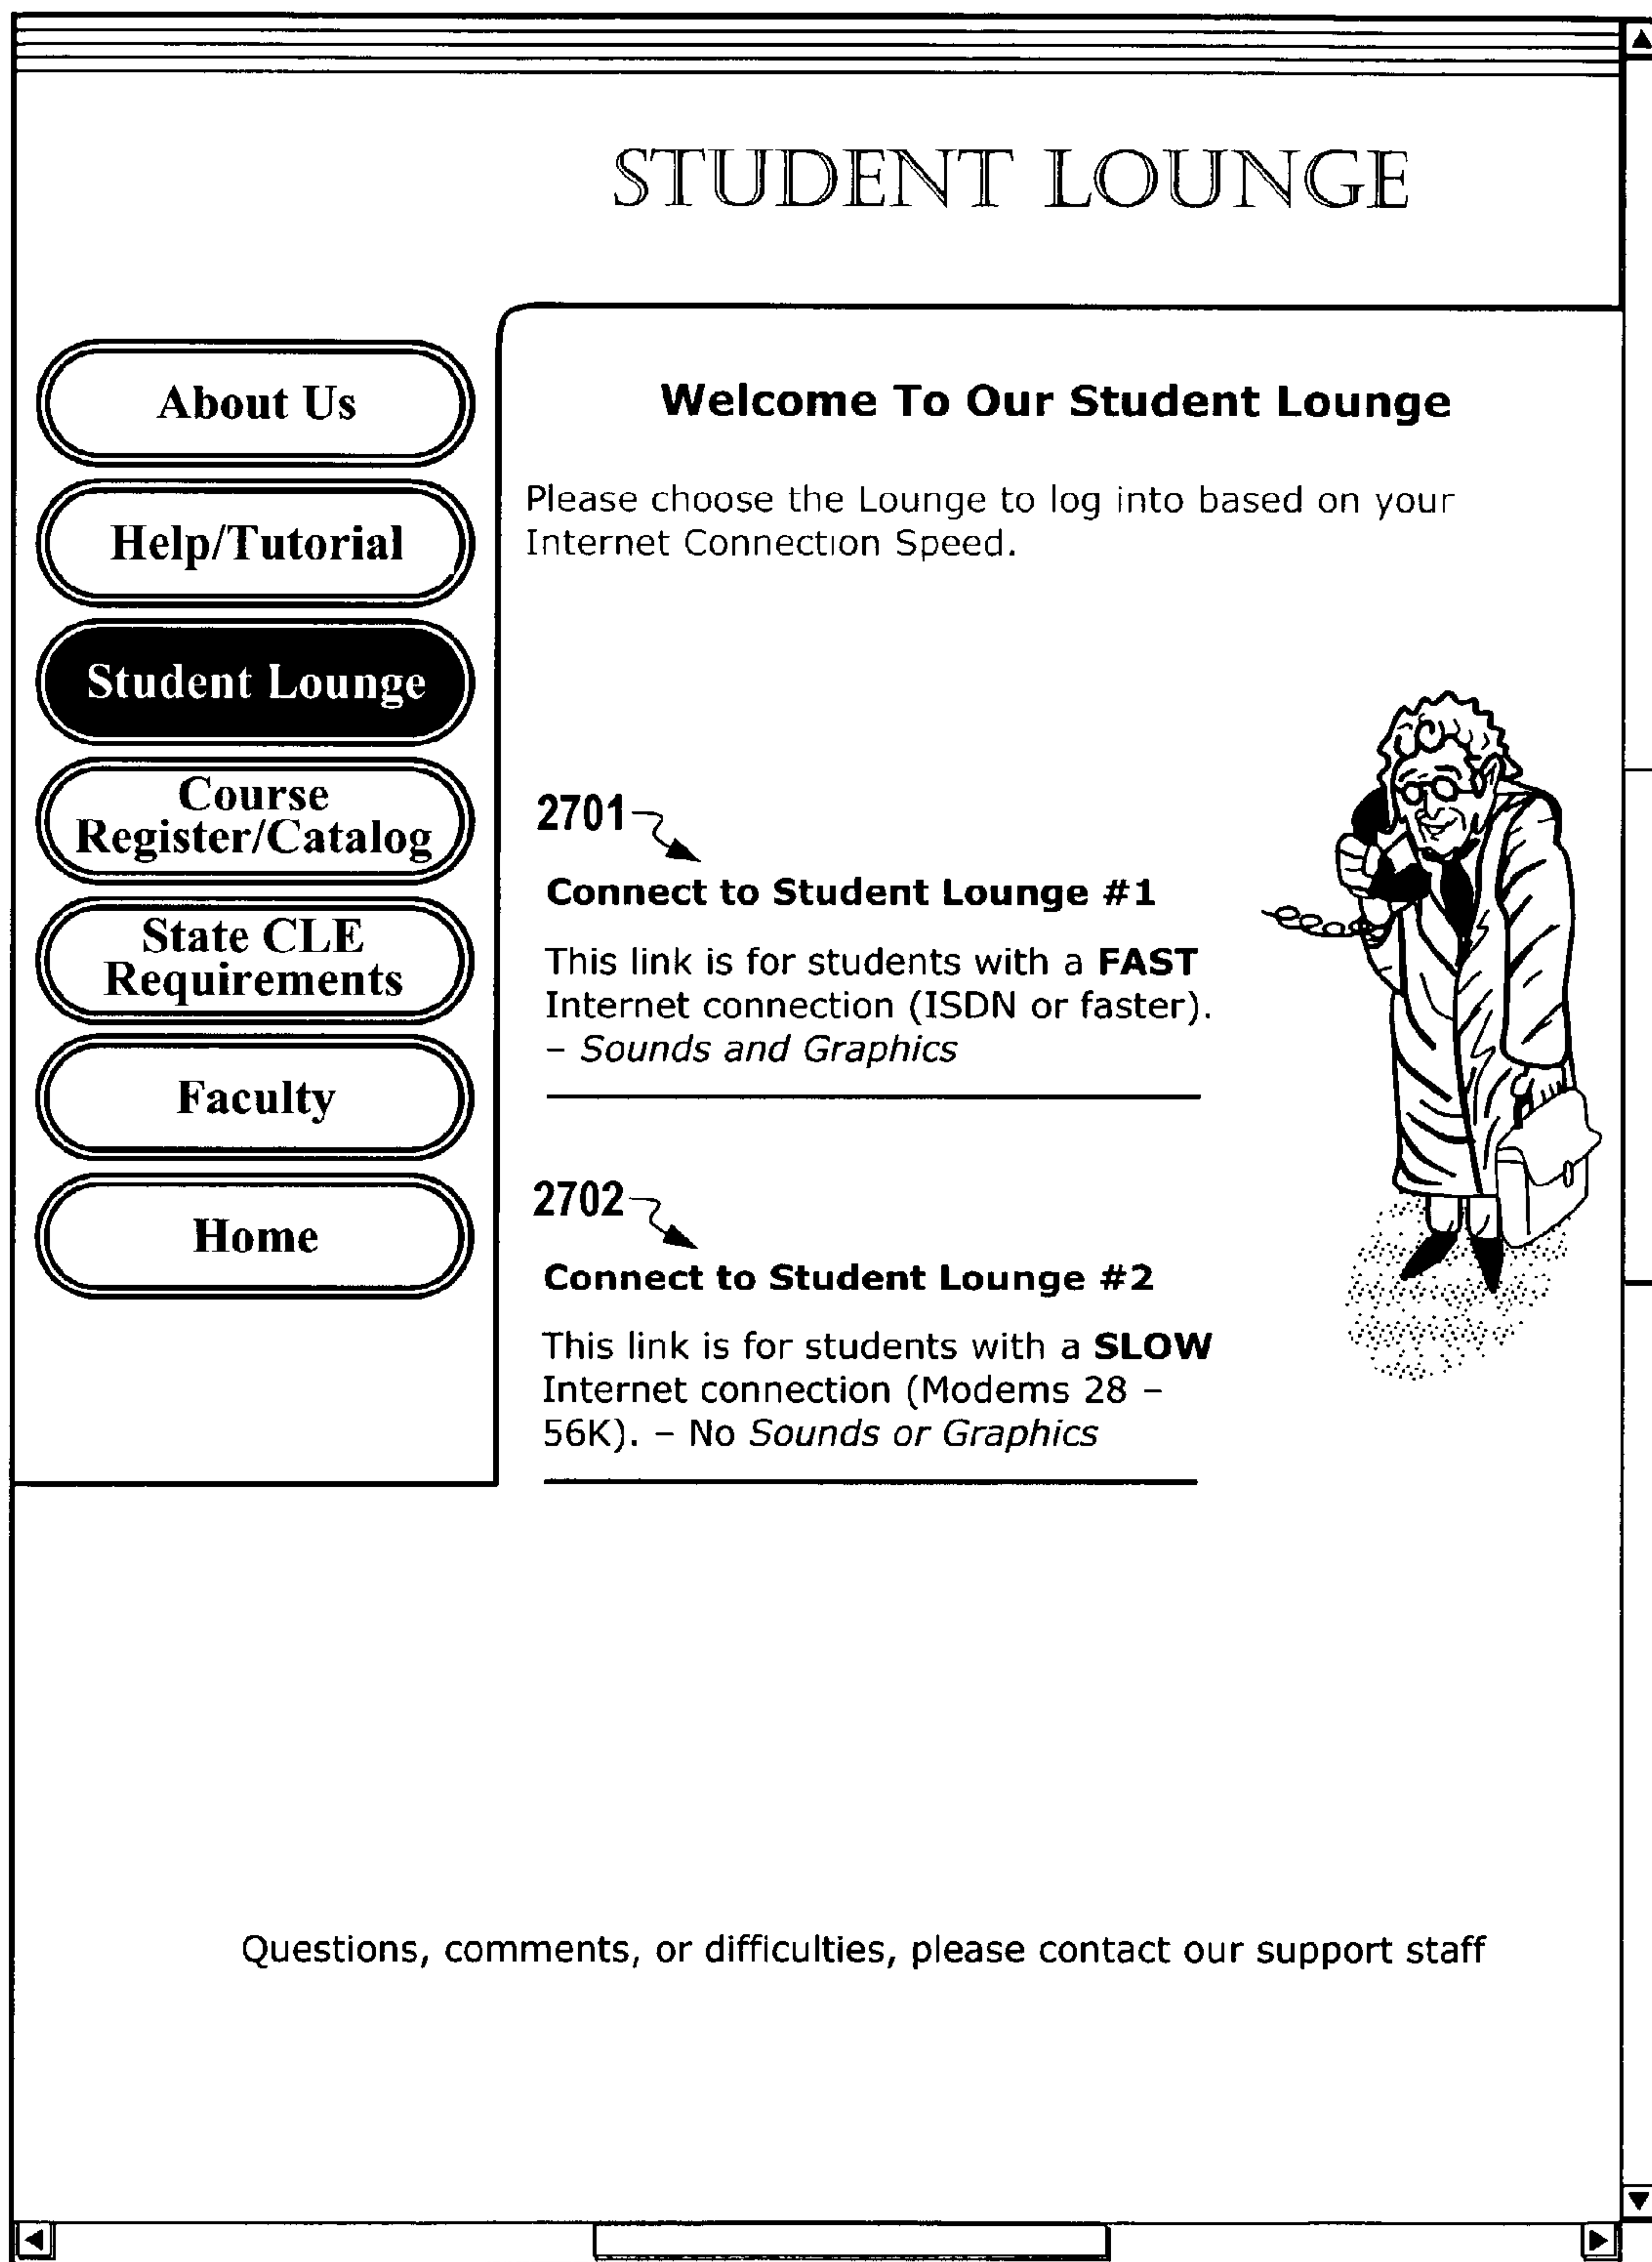 STUDENT LOUNGE
About Us
Help/Tutorial
Student Lounge
Course
Register/Catalog
State CLE
Requirements
Faculty
Home
Welcome To Our Student Lounge
Please choose the Lounge to log into based on your
Internet Connection Speed.
2701
Connect to Student Lounge #1
This link is for students with a FAST
Internet connection (ISDN or faster).
– Sounds and Graphics
2702
Connect to Student Lounge #2
This link is for students with a SLOW
Internet connection (Modems 28 –
56K). – No Sounds or Graphics
Questions, comments, or difficulties, please contact our support staff